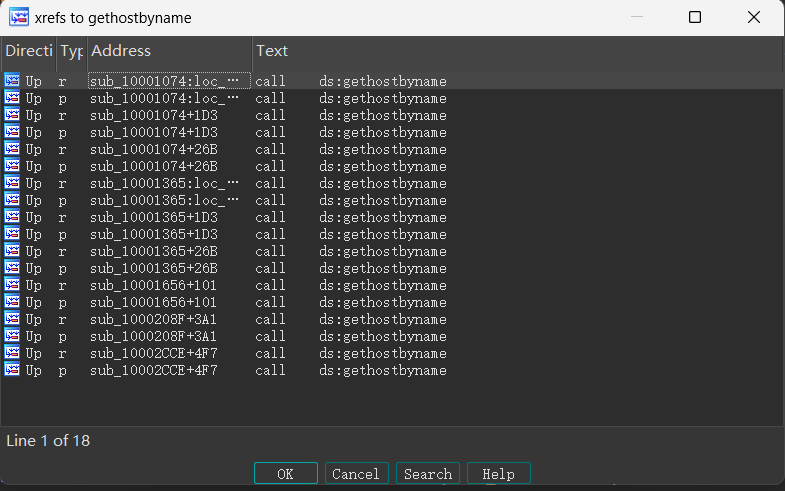 xrefs to gethostbyname
Directi Typ Address Text
Up r sub_10001074:loc_… call ds:gethostbyname
Up p sub_10001074:loc_… call ds:gethostbyname
Up r sub_10001074+1D3 call ds:gethostbyname
Up p sub_10001074+1D3 call ds:gethostbyname
Up r sub_10001074+26B call ds:gethostbyname
Up p sub_10001074+26B call ds:gethostbyname
Up r sub_10001365:loc_… call ds:gethostbyname
Up p sub_10001365:loc_… call ds:gethostbyname
Up r sub_10001365+1D3 call ds:gethostbyname
Up p sub_10001365+1D3 call ds:gethostbyname
Up r sub_10001365+26B call ds:gethostbyname
Up p sub_10001365+26B call ds:gethostbyname
Up r sub_10001656+101 call ds:gethostbyname
Up p sub_10001656+101 call ds:gethostbyname
Up r sub_1000208F+3A1 call ds:gethostbyname
Up p sub_1000208F+3A1 call ds:gethostbyname
Up r sub_10002CCE+4F7 call ds:gethostbyname
Up p sub_10002CCE+4F7 call ds:gethostbyname
Line 1 of 18
OK Cancel Search Help